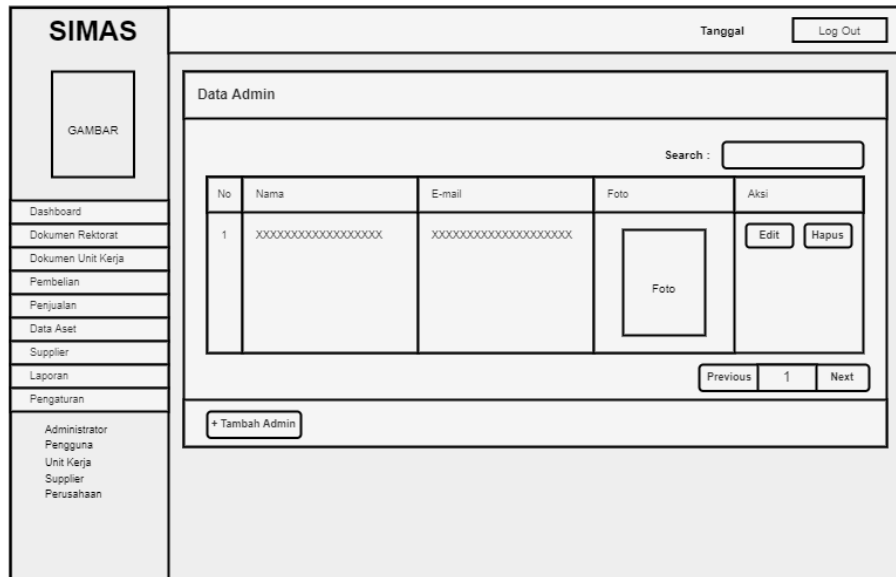 SIMAS
Tanggal
Log Out
GAMBAR
Dashboard
Dokumen Rektorat
Dokumen Unit Kerja
Pembelian
Penjualan
Data Aset
Supplier
Laporan
Pengaturan
Administrator
Pengguna
Unit Kerja
Supplier
Perusahaan
Data Admin
Search :
No Nama E-mail Foto Aksi
1 XXXXXXXXXXXXXXXXXX XXXXXXXXXXXXXXXXXXXX Foto Edit Hapus
Previous 1 Next
+ Tambah Admin